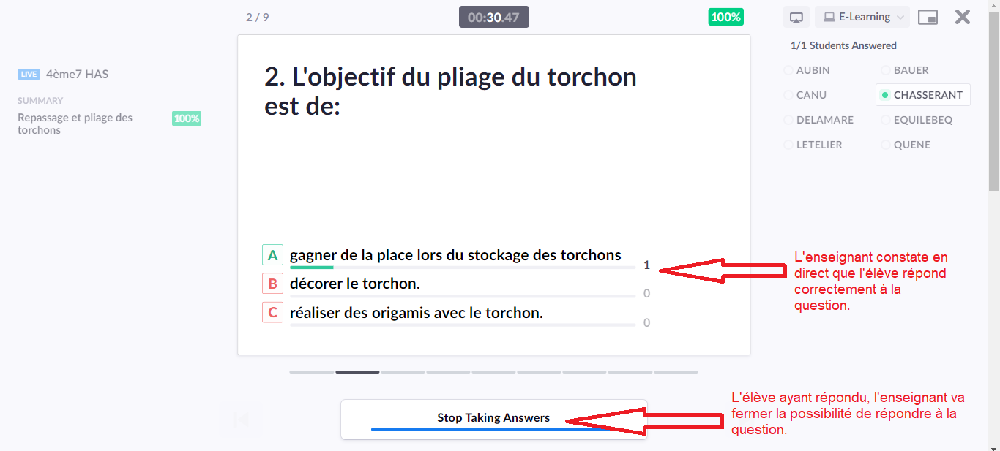 2 / 9
00:30.47
100%
E-Learning
LIVE 4ème7 HAS
SUMMARY
Repassage et pliage des
torchons
100%
2. L'objectif du pliage du torchon
est de:
A gagner de la place lors du stockage des torchons
1
B décorer le torchon.
0
C réaliser des origamis avec le torchon.
0
Stop Taking Answers
1/1 Students Answered
AUBIN BAUER
CANU CHASSERANT
DELAMARE EQUILEBEQ
LETELIER QUENE
L'enseignant constate en
direct que l'élève répond
correctement à la
question.
L'élève ayant répondu, l'enseignant va
fermer la possibilité de répondre à la
question.